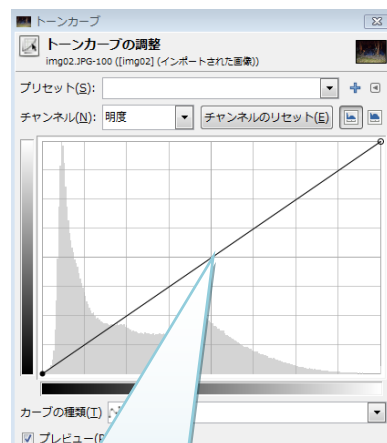 トーンカーブ
トーンカーブの調整
img02.JPG-100 ([img02] (インポートされた画像))
プリセット(S):
チャンネル(N): 明度 チャンネルのリセット(E)
カーブの種類(T)
プレビュー(P